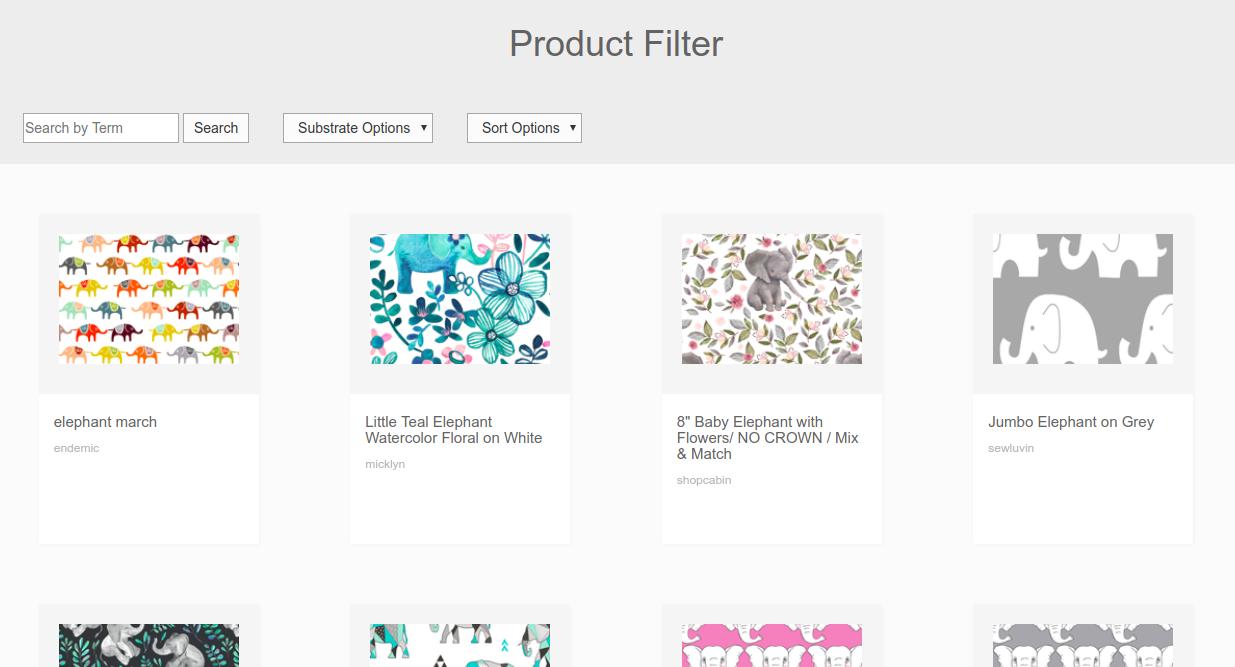 Product Filter
Search by Term
Search
Substrate Options
Sort Options
elephant march
endemic
Little Teal Elephant
Watercolor Floral on White
micklyn
8" Baby Elephant with
Flowers/ NO CROWN / Mix
& Match
shopcabin
Jumbo Elephant on Grey
sewluvin